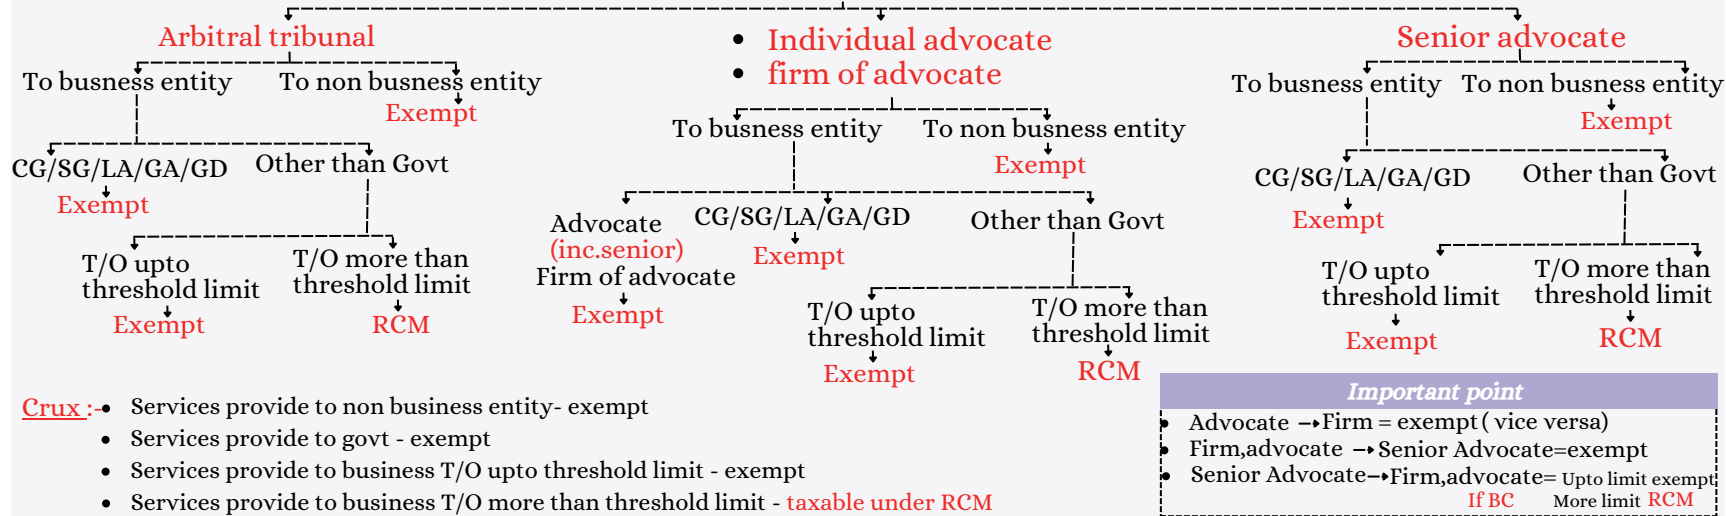 Arbitral tribunal
To busness entity
To non busness entity
Exempt
CG/SG/LA/GA/GD
Exempt
Other than Govt
T/O upto
threshold limit
Exempt
T/O more than
threshold limit
RCM
• Individual advocate
• firm of advocate
To busness entity
To non busness entity
Exempt
Advocate
(inc.senior)
Firm of advocate
Exempt
CG/SG/LA/GA/GD
Exempt
Other than Govt
T/O upto
threshold limit
Exempt
T/O more than
threshold limit
RCM
Senior advocate
To busness entity
To non busness entity
Exempt
CG/SG/LA/GA/GD
Exempt
Other than Govt
T/O upto
threshold limit
Exempt
T/O more than
threshold limit
RCM
Crux :-• Services provide to non business entity- exempt
• Services provide to govt - exempt
• Services provide to business T/O upto threshold limit - exempt
• Services provide to business T/O more than threshold limit - taxable under RCM
Important point
• Advocate → Firm = exempt ( vice versa)
• Firm,advocate → Senior Advocate=exempt
• Senior Advocate→Firm,advocate= Upto limit exempt
If BC More limit RCM